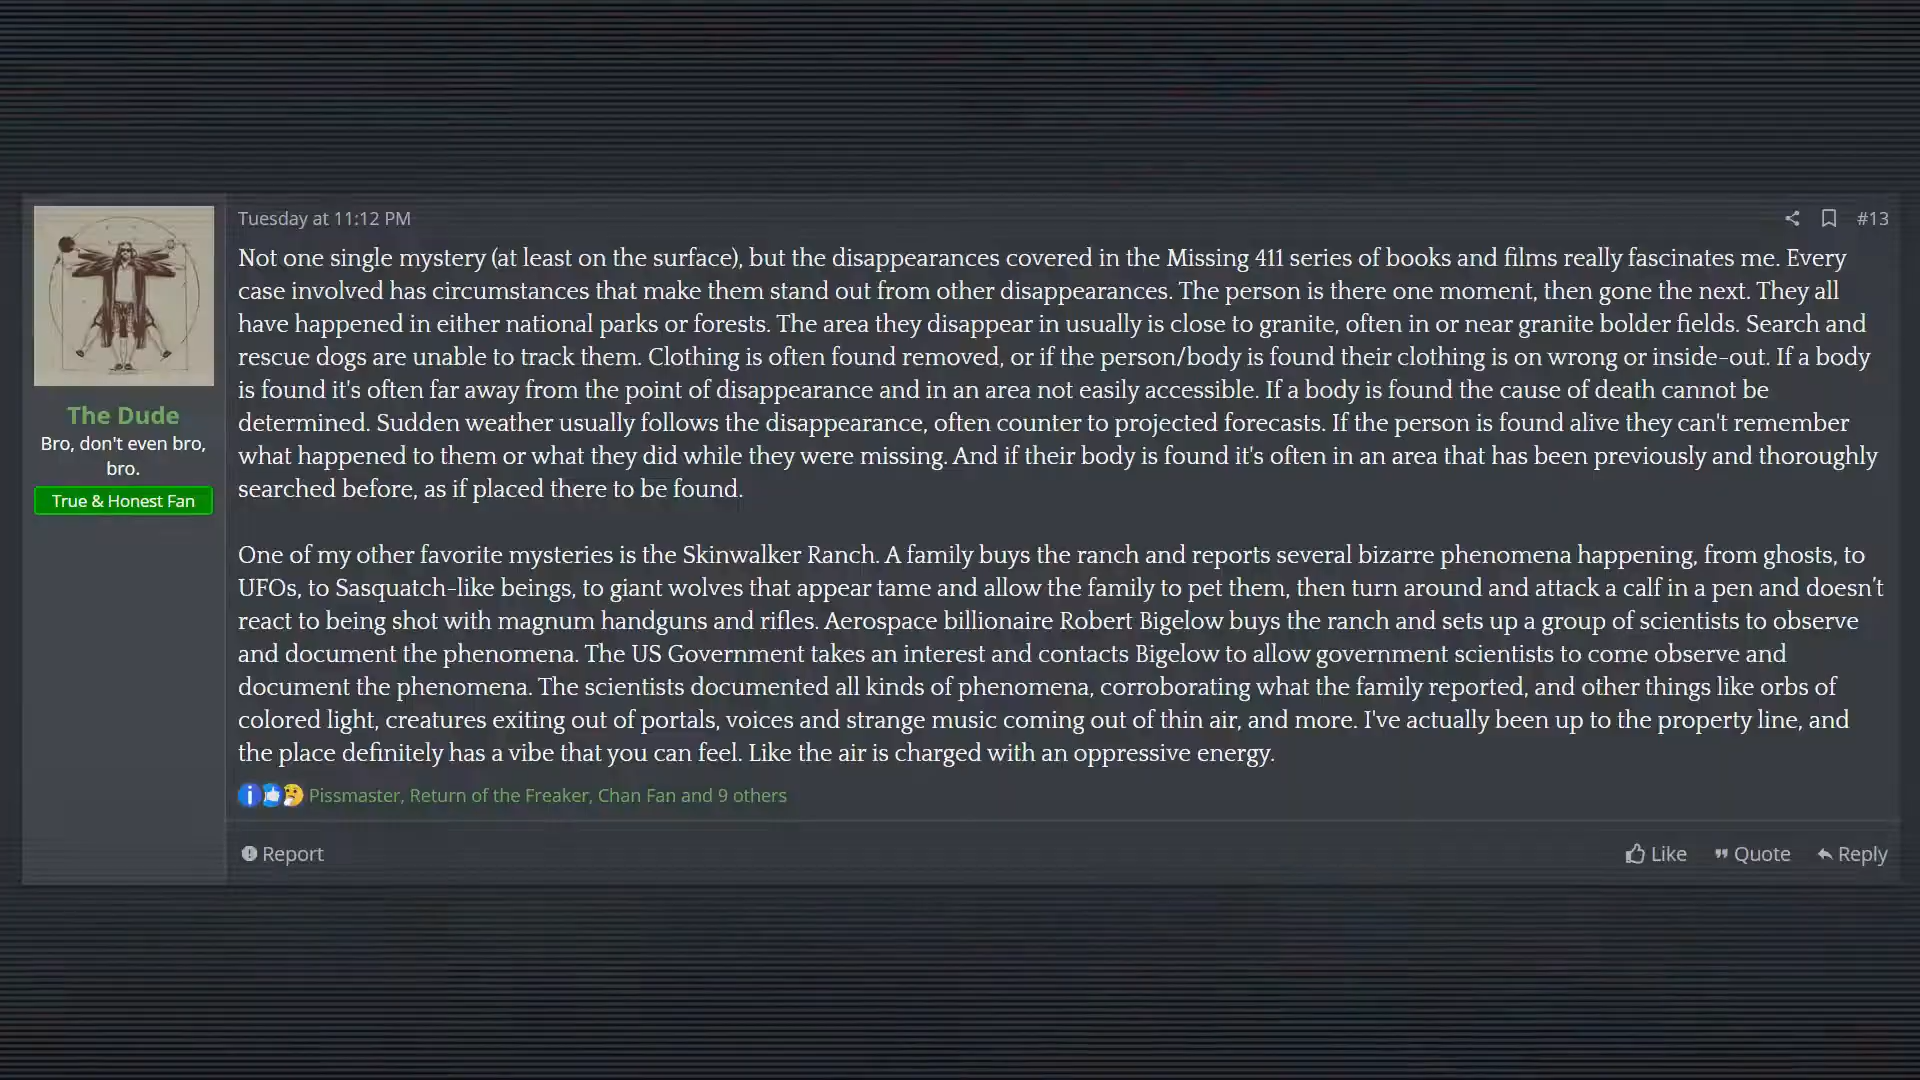 Tuesday at 11:12 PM
#13
The Dude
Bro, don't even bro,
bro.
True & Honest Fan
Not one single mystery (at least on the surface), but the disappearances covered in the Missing 411 series of books and films really fascinates me. Every
case involved has circumstances that make them stand out from other disappearances. The person is there one moment, then gone the next. They all
have happened in either national parks or forests. The area they disappear in usually is close to granite, often in or near granite bolder fields. Search and
rescue dogs are unable to track them. Clothing is often found removed, or if the person/body is found their clothing is on wrong or inside-out. If a body
is found it's often far away from the point of disappearance and in an area not easily accessible. If a body is found the cause of death cannot be
determined. Sudden weather usually follows the disappearance, often counter to projected forecasts. If the person is found alive they can't remember
what happened to them or what they did while they were missing. And if their body is found it's often in an area that has been previously and thoroughly
searched before, as if placed there to be found.
One of my other favorite mysteries is the Skinwalker Ranch. A family buys the ranch and reports several bizarre phenomena happening, from ghosts, to
UFOs, to Sasquatch-like beings, to giant wolves that appear tame and allow the family to pet them, then turn around and attack a calf in a pen and doesn't
react to being shot with magnum handguns and rifles. Aerospace billionaire Robert Bigelow buys the ranch and sets up a group of scientists to observe
and document the phenomena. The US Government takes an interest and contacts Bigelow to allow government scientists to come observe and
document the phenomena. The scientists documented all kinds of phenomena, corroborating what the family reported, and other things like orbs of
colored light, creatures exiting out of portals, voices and strange music coming out of thin air, and more. I've actually been up to the property line, and
the place definitely has a vibe that you can feel. Like the air is charged with an oppressive energy.
Pissmaster, Return of the Freaker, Chan Fan and 9 others
Report
Like
Quote
Reply